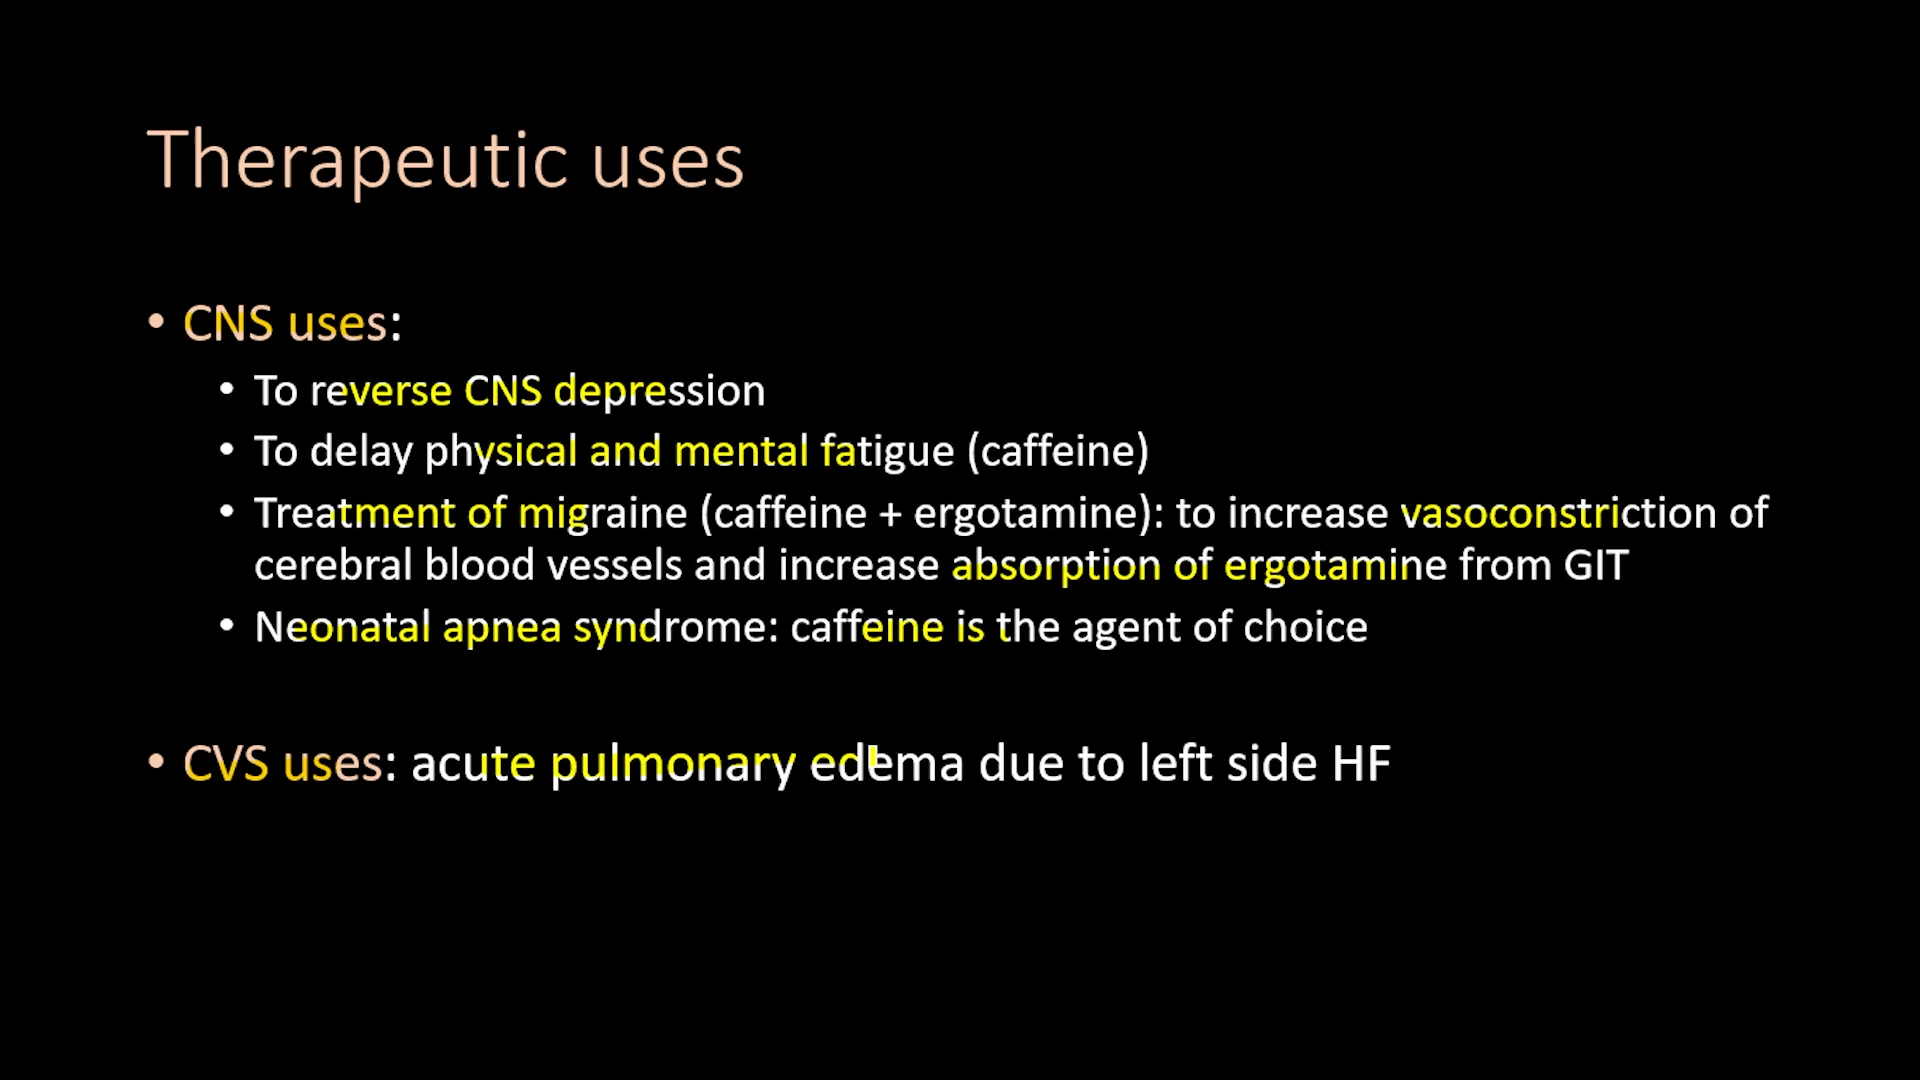 Therapeutic uses
• CNS uses:
• To reverse CNS depression
• To delay physical and mental fatigue (caffeine)
• Treatment of migraine (caffeine + ergotamine): to increase vasoconstriction of
cerebral blood vessels and increase absorption of ergotamine from GIT
• Neonatal apnea syndrome: caffeine is the agent of choice
• CVS uses: acute pulmonary edema due to left side HF